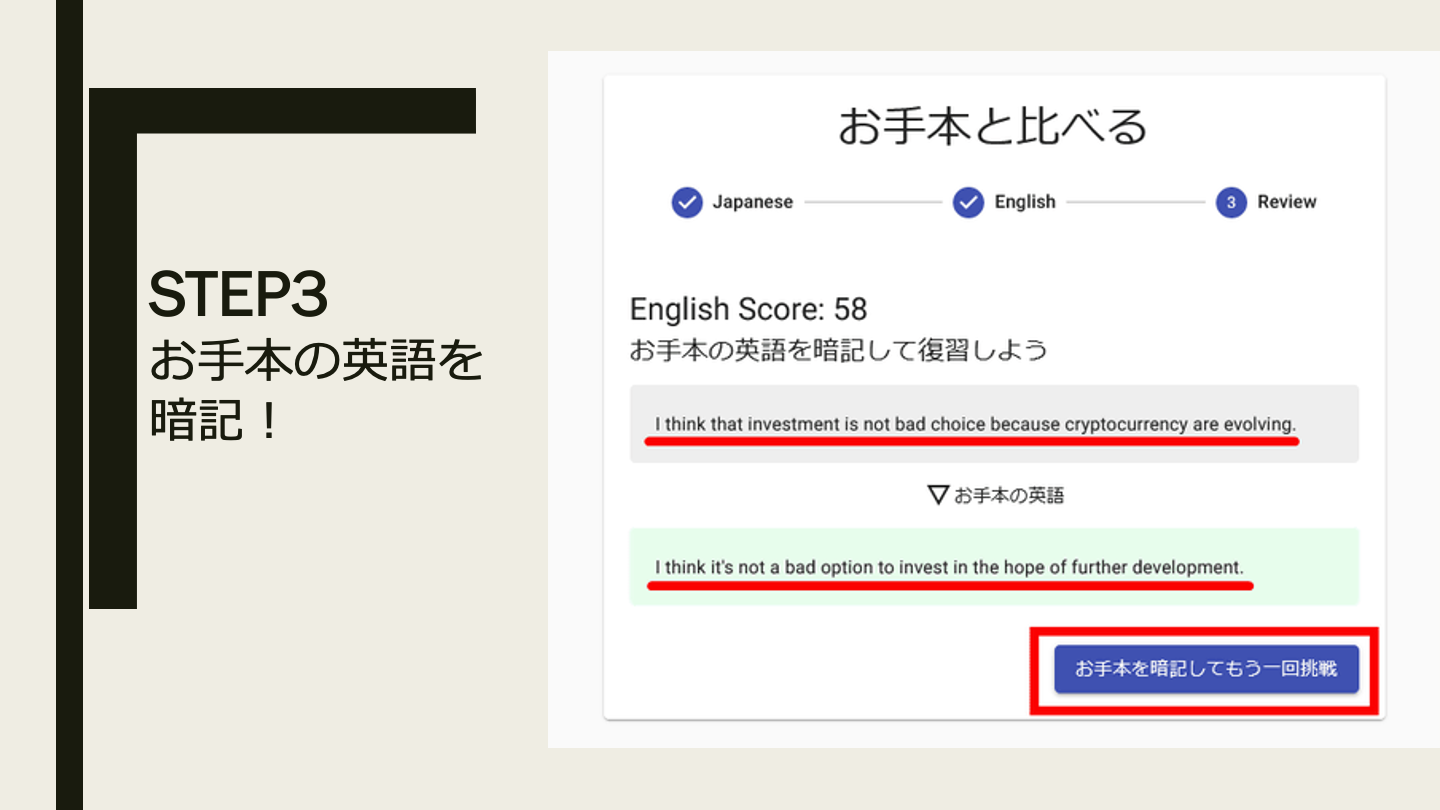 STEP3
お手本の英語を
暗記！
お手本と比べる
Japanese
English
3 Review
English Score: 58
お手本の英語を暗記して復習しよう
I think that investment is not bad choice because cryptocurrency are evolving.
▽お手本の英語
I think it's not a bad option to invest in the hope of further development.
お手本を暗記してもう一回挑戦